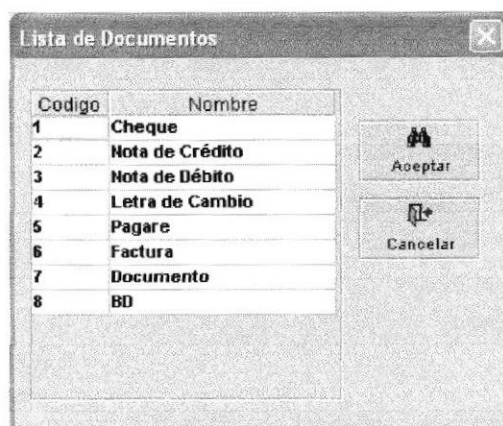 Lista de Documentos
Codigo Nombre
1 Cheque
2 Nota de Crédito
3 Nota de Débito
4 Letra de Cambio
5 Pagare
6 Factura
7 Documento
8 BD
Aceptar
Cancelar